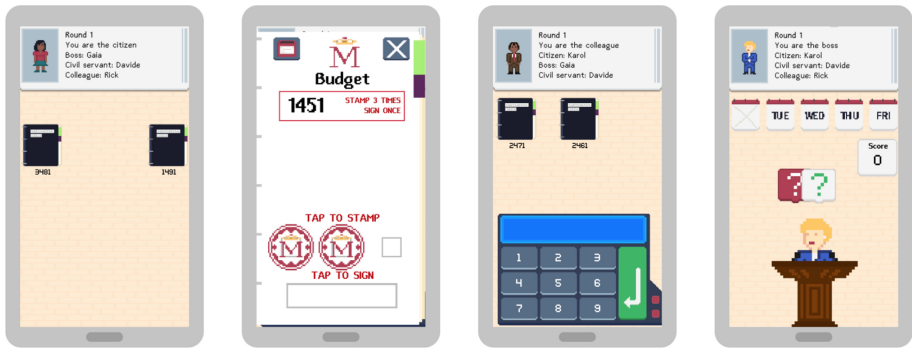 Round 1
You are the citizen
Boss: Gaia
Civil servant: Davide
Colleague: Rick
9481
1491
M
Budget
1451
STAMP 3 TIMES
SIGN ONCE
TAP TO STAMP
M
M
TAP TO SIGN
Round 1
You are the colleague
Citizen: Karol
Boss: Gaia
Civil servant: Davide
2471
2461
1
2
3
4
5
6
7
8
9
Round 1
You are the boss
Citizen: Karol
Civil servant: Davide
Colleague: Rick
TUE
WED
THU
FRI
Score
0
?
?